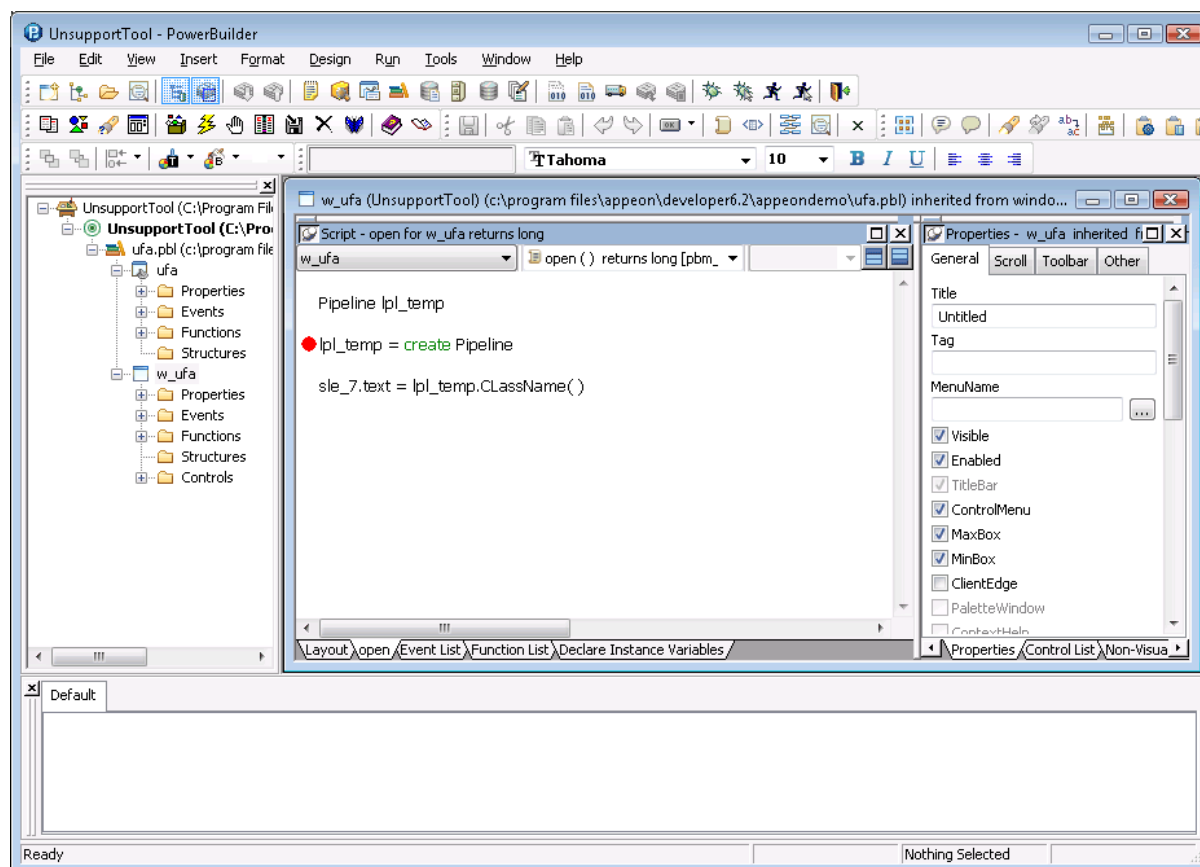 UnsupportTool - PowerBuilder
File Edit View Insert Format Design Run Tools Window Help
Tahoma 10 B I U
UnsupportTool (C:\Program Fil
UnsupportTool (C:\Pro
ufa.pbl (c:\program file
ufa
Properties
Events
Functions
Structures
w_ufa
Properties
Events
Functions
Structures
Controls
w_ufa (UnsupportTool) (c:\program files\appeon\developer6.2\appeondemo\ufa.pbl) inherited from windo...
Script - open for w_ufa returns long
w_ufa open ( ) returns long [pbm_
Pipeline lpl_temp
lpl_temp = create Pipeline
sle_7.text = lpl_temp.CLassName( )
Layout open Event List Function List Declare Instance Variables
Properties - w_ufa inherited f
General Scroll Toolbar Other
Title
Untitled
Tag
MenuName
...
Visible
Enabled
TitleBar
ControlMenu
MaxBox
MinBox
ClientEdge
PaletteWindow
ContextHelp
Properties Control List Non-Visua
Default
Ready Nothing Selected